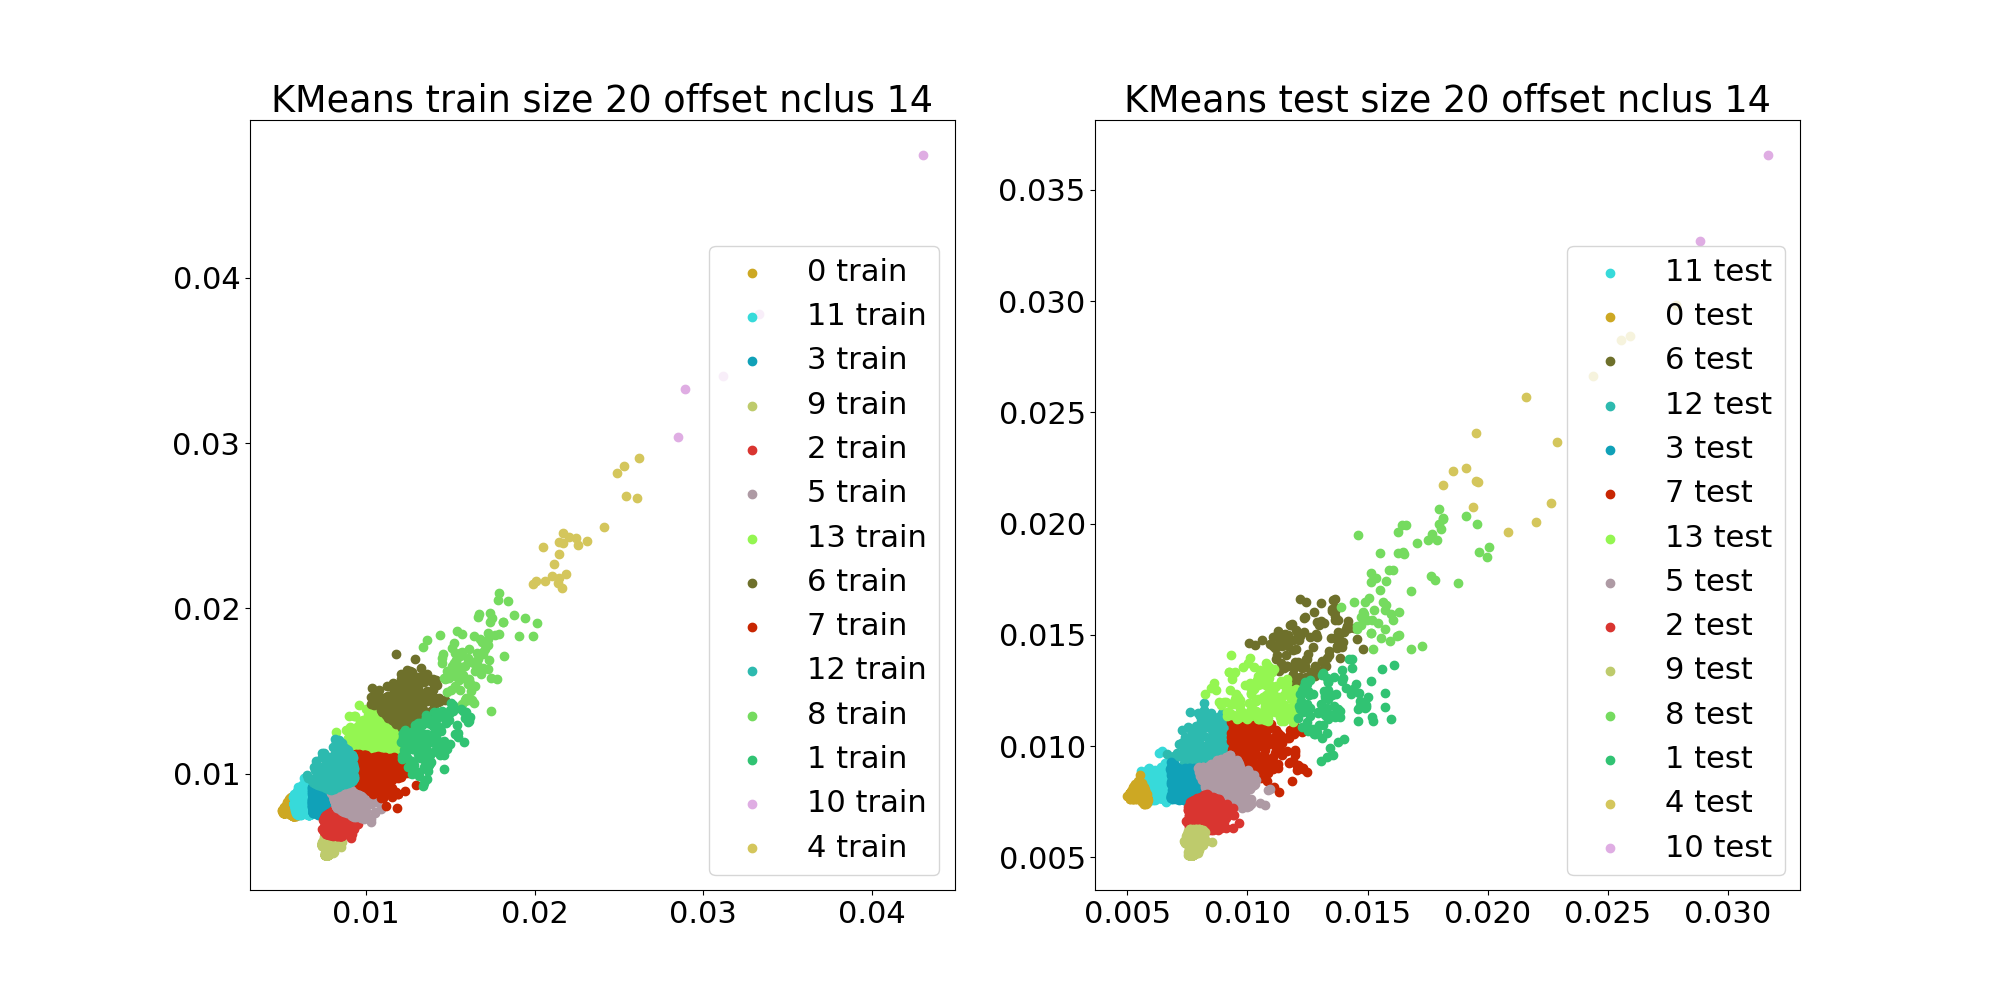 KMeans train size 20 offset nclus 14
0.04
0.03
0.02
0.01
0.01 0.02 0.03 0.04
0 train
11 train
3 train
9 train
2 train
5 train
13 train
6 train
7 train
12 train
8 train
1 train
10 train
4 train
KMeans test size 20 offset nclus 14
0.035
0.030
0.025
0.020
0.015
0.010
0.005
0.005 0.010 0.015 0.020 0.025 0.030
11 test
0 test
6 test
12 test
3 test
7 test
13 test
5 test
2 test
9 test
8 test
1 test
4 test
10 test